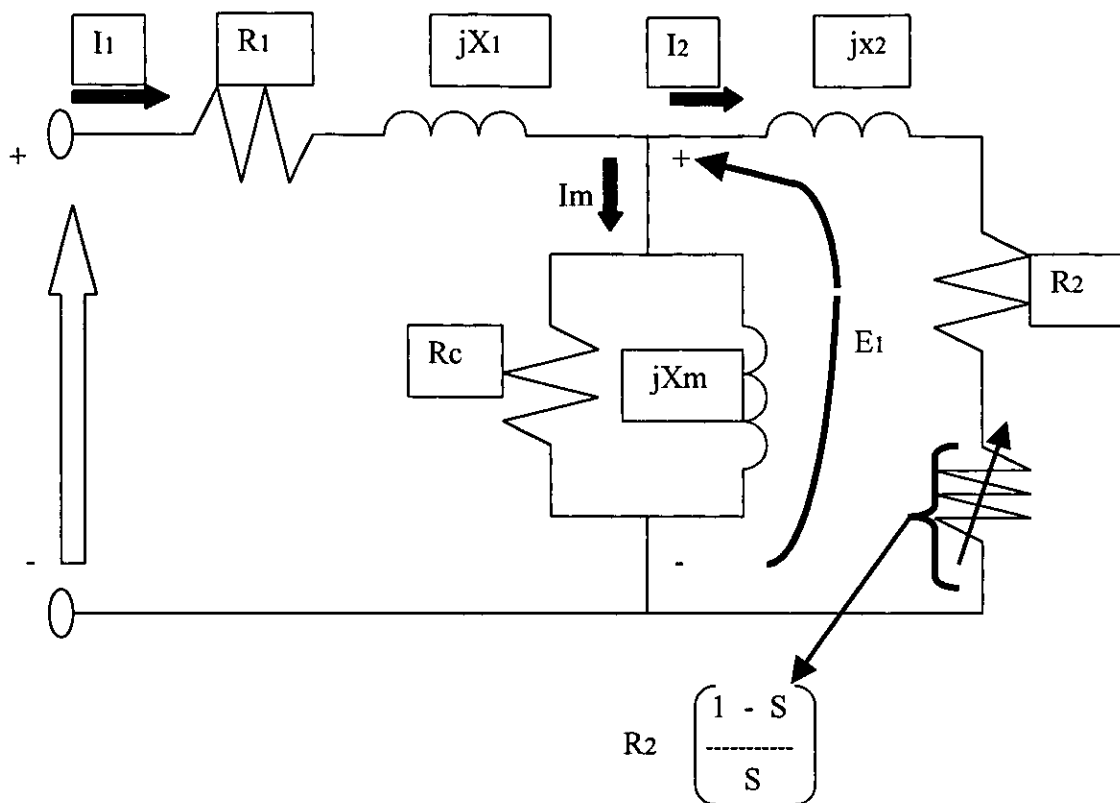 I1
R1
jX1
I2
jx2
+
+
Im
R2
Rc
jXm
E1
-
-
1 - S
R2 -----------
S